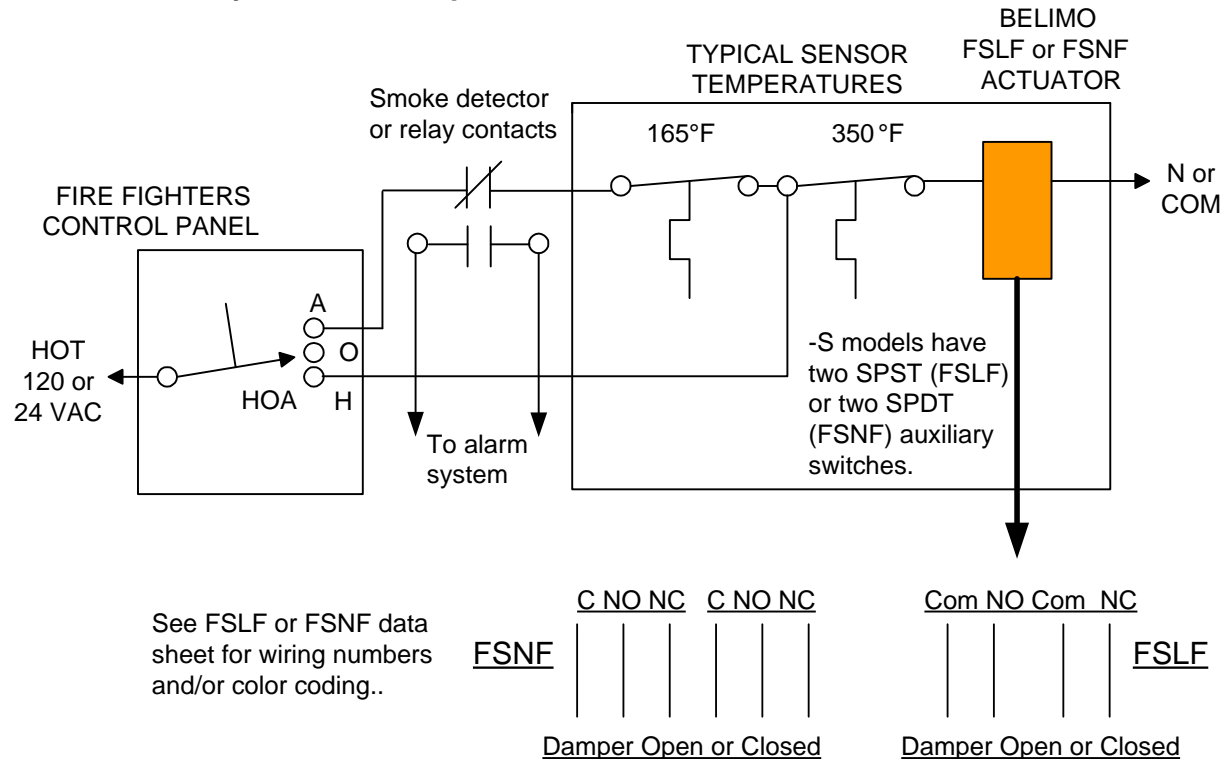 BELIMO
FSLF or FSNF
ACTUATOR
TYPICAL SENSOR
TEMPERATURES
Smoke detector
or relay contacts
165°F
350 °F
N or
COM
FIRE FIGHTERS
CONTROL PANEL
A
O
H
HOA
HOT
120 or
24 VAC
To alarm
system
-S models have
two SPST (FSLF)
or two SPDT
(FSNF) auxiliary
switches.
See FSLF or FSNF data
sheet for wiring numbers
and/or color coding..
FSNF
C NO NC C NO NC
Damper Open or Closed
Com NO Com NC
FSLF
Damper Open or Closed